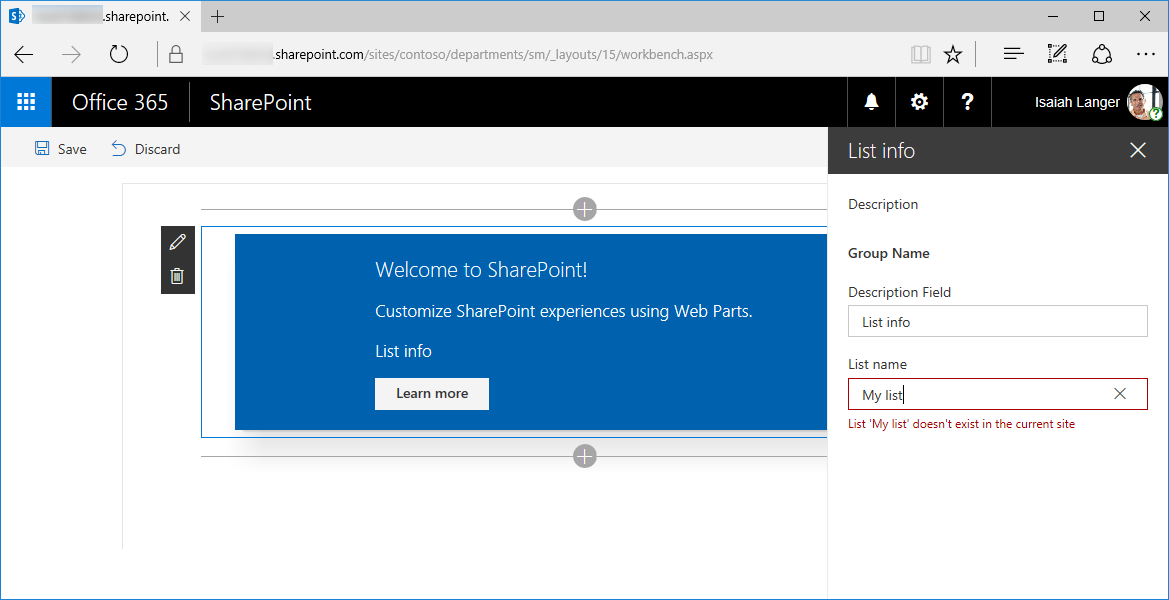 .sharepoint.
.sharepoint.com/sites/contoso/departments/sm/_layouts/15/workbench.aspx
Office 365
SharePoint
Isaiah Langer
Save
Discard
List info
Welcome to SharePoint!
Customize SharePoint experiences using Web Parts.
List info
Learn more
Description
Group Name
Description Field
List info
List name
My list
List 'My list' doesn't exist in the current site